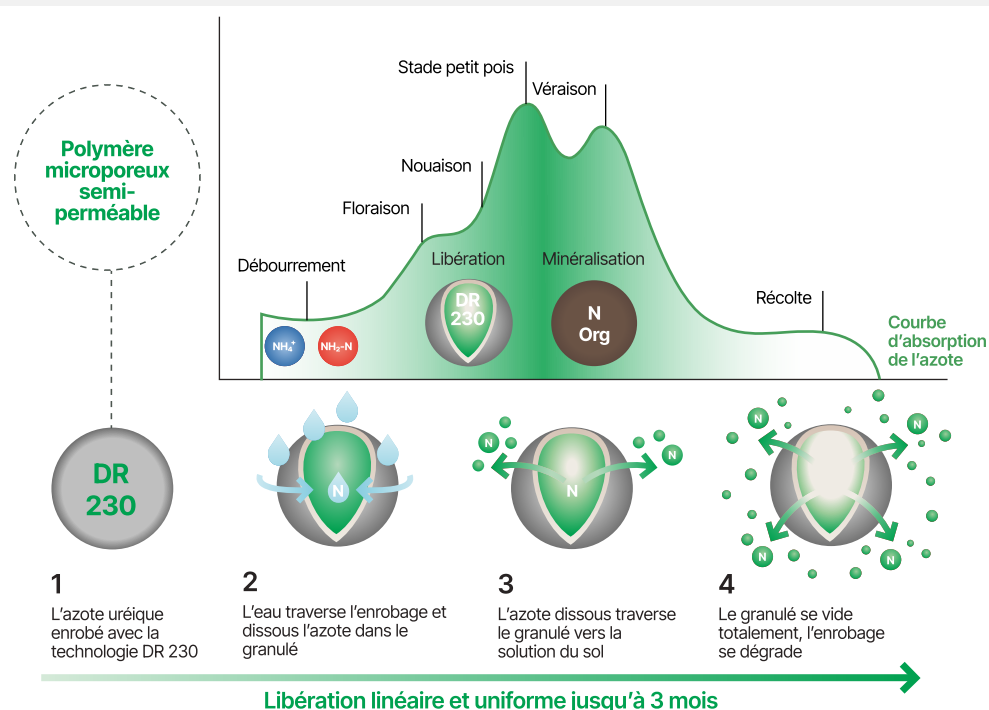 Polymère
microporeux
semi-
perméable
Stade petit pois
Véraison
Nouaison
Floraison
Débourrement
Libération
Minéralisation
Récolte
NH₄⁺
NH₂-N
DR
230
N
Org
Courbe
d’absorption
de l’azote
DR
230
N
N
N
N
N
N
N
N
1
L’azote uréique
enrobé avec la
technologie DR 230
2
L’eau traverse l’enrobage et
dissous l’azote dans le
granulé
3
L’azote dissous traverse
le granulé vers la
solution du sol
4
Le granulé se vide
totalement, l’enrobage
se dégrade
Libération linéaire et uniforme jusqu’à 3 mois